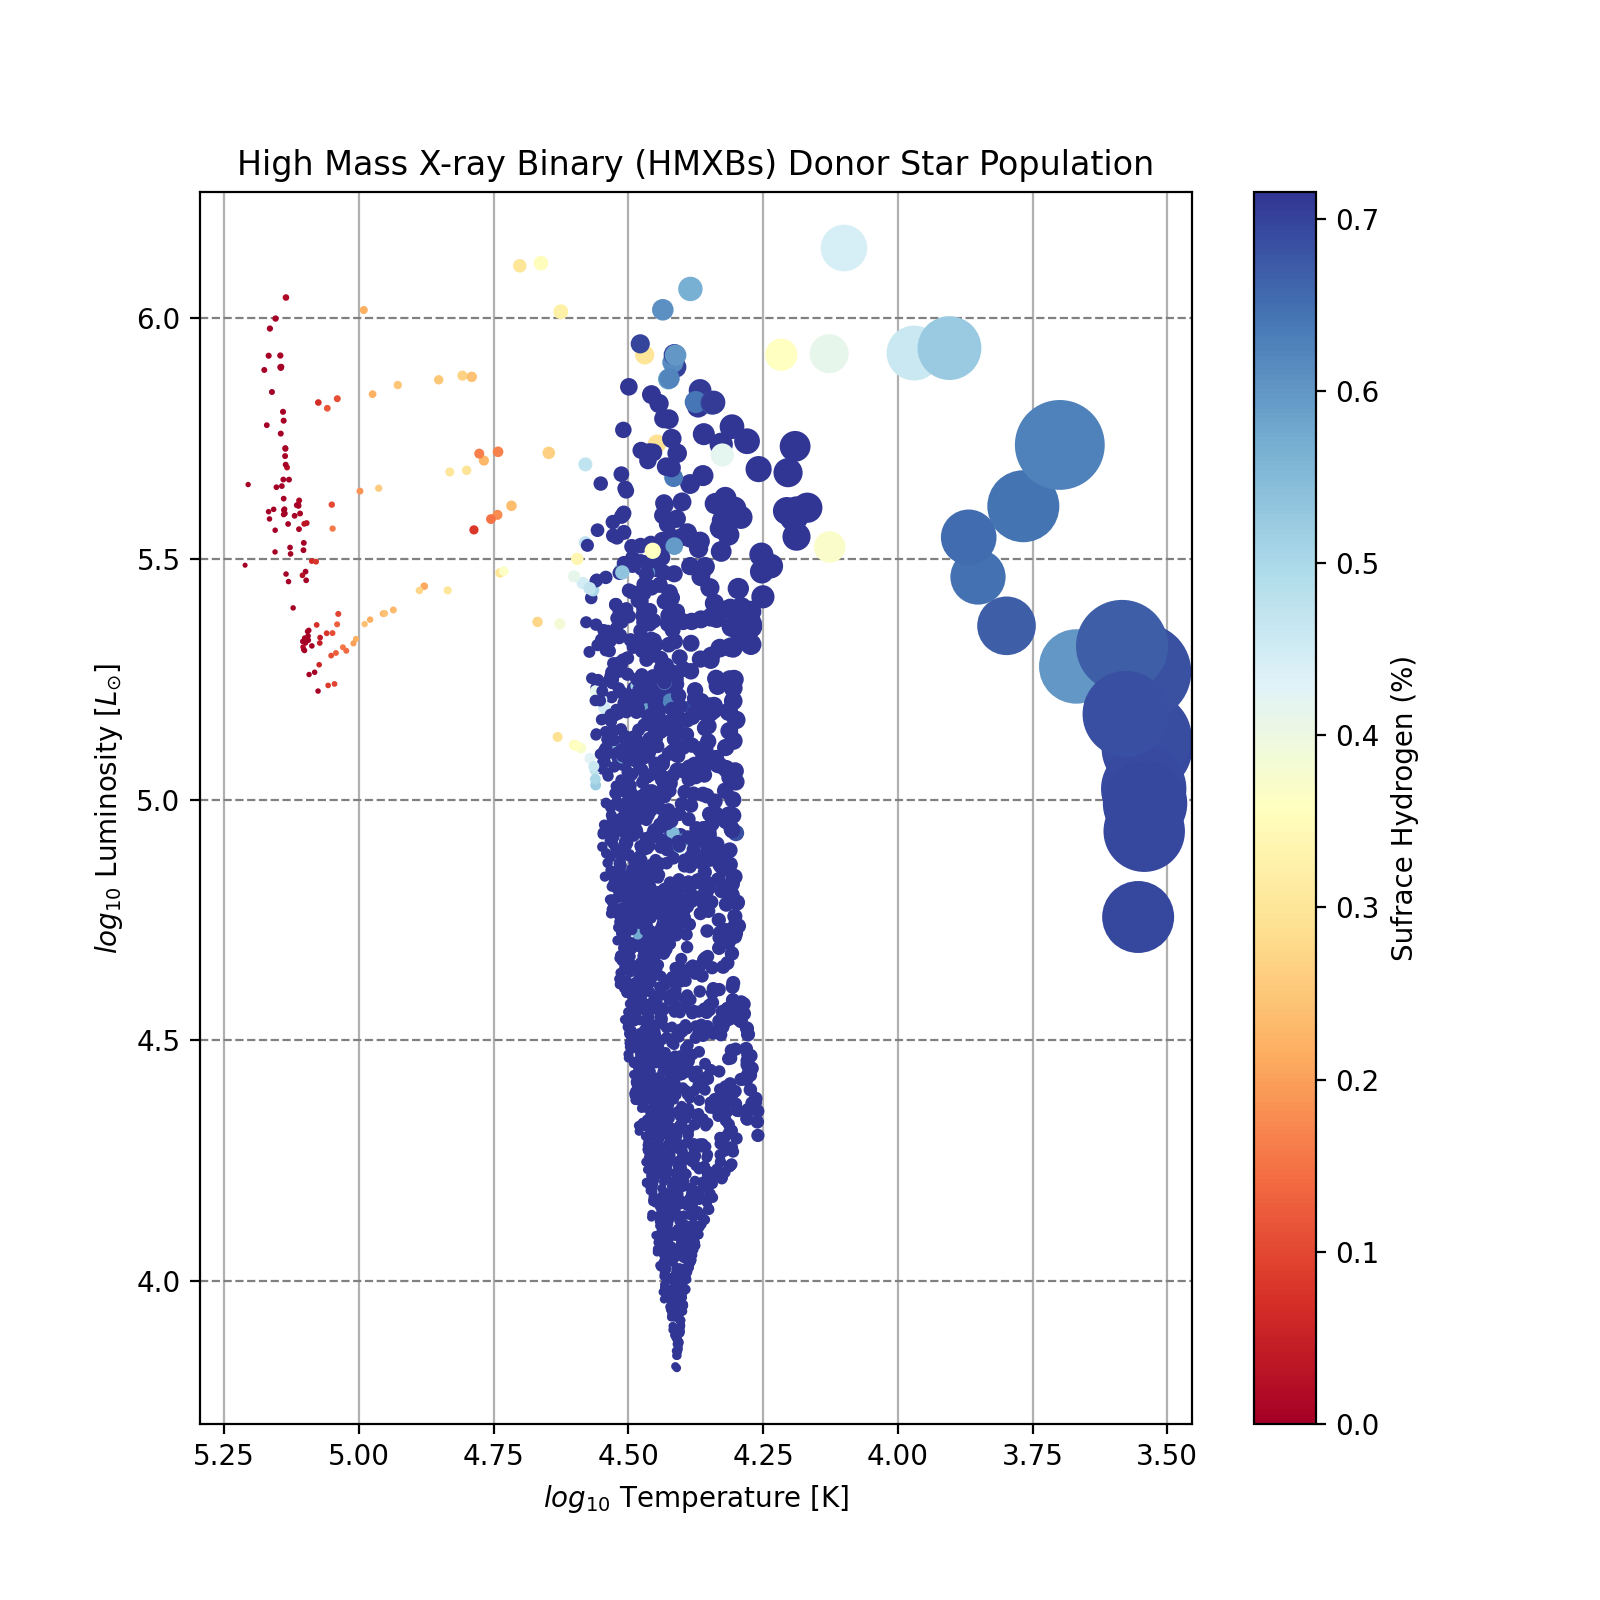 High Mass X-ray Binary (HMXBs) Donor Star Population
log₁₀ Luminosity [L⊙]
6.0
5.5
5.0
4.5
4.0
5.25 5.00 4.75 4.50 4.25 4.00 3.75 3.50
log₁₀ Temperature [K]
0.7
0.6
0.5
0.4
0.3
0.2
0.1
0.0
Sufrace Hydrogen (%)